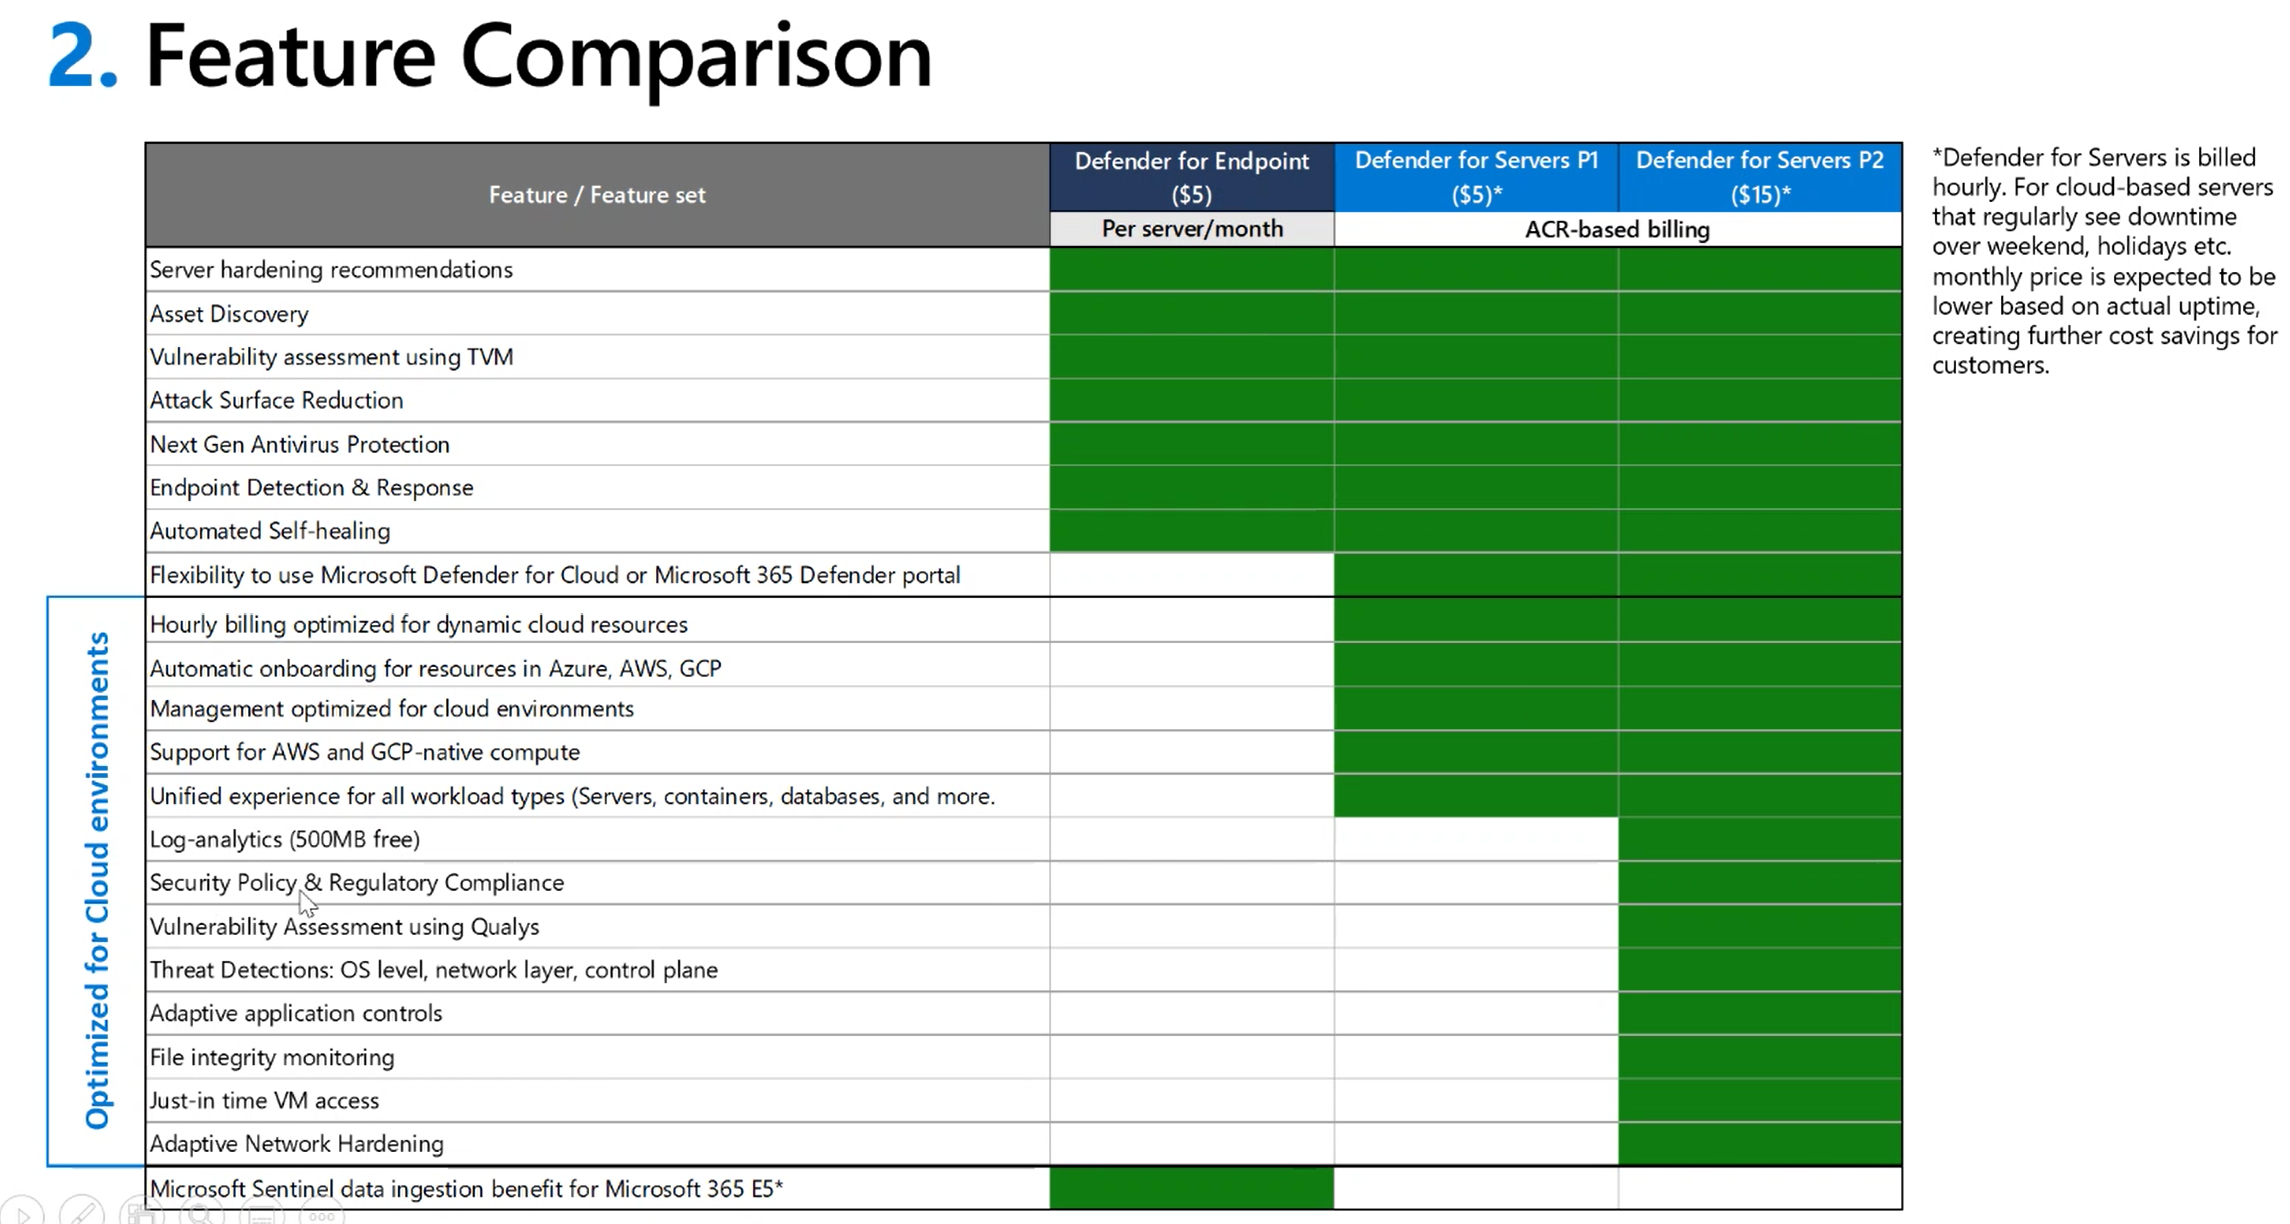 2. Feature Comparison
Feature / Feature set
Defender for Endpoint
($5)
Defender for Servers P1
($5)*
Defender for Servers P2
($15)*
Per server/month
ACR-based billing
*Defender for Servers is billed
hourly. For cloud-based servers
that regularly see downtime
over weekend, holidays etc.
monthly price is expected to be
lower based on actual uptime,
creating further cost savings for
customers.
Server hardening recommendations
Asset Discovery
Vulnerability assessment using TVM
Attack Surface Reduction
Next Gen Antivirus Protection
Endpoint Detection & Response
Automated Self-healing
Flexibility to use Microsoft Defender for Cloud or Microsoft 365 Defender portal
Optimized for Cloud environments
Hourly billing optimized for dynamic cloud resources
Automatic onboarding for resources in Azure, AWS, GCP
Management optimized for cloud environments
Support for AWS and GCP-native compute
Unified experience for all workload types (Servers, containers, databases, and more.
Log-analytics (500MB free)
Security Policy & Regulatory Compliance
Vulnerability Assessment using Qualys
Threat Detections: OS level, network layer, control plane
Adaptive application controls
File integrity monitoring
Just-in time VM access
Adaptive Network Hardening
Microsoft Sentinel data ingestion benefit for Microsoft 365 E5*